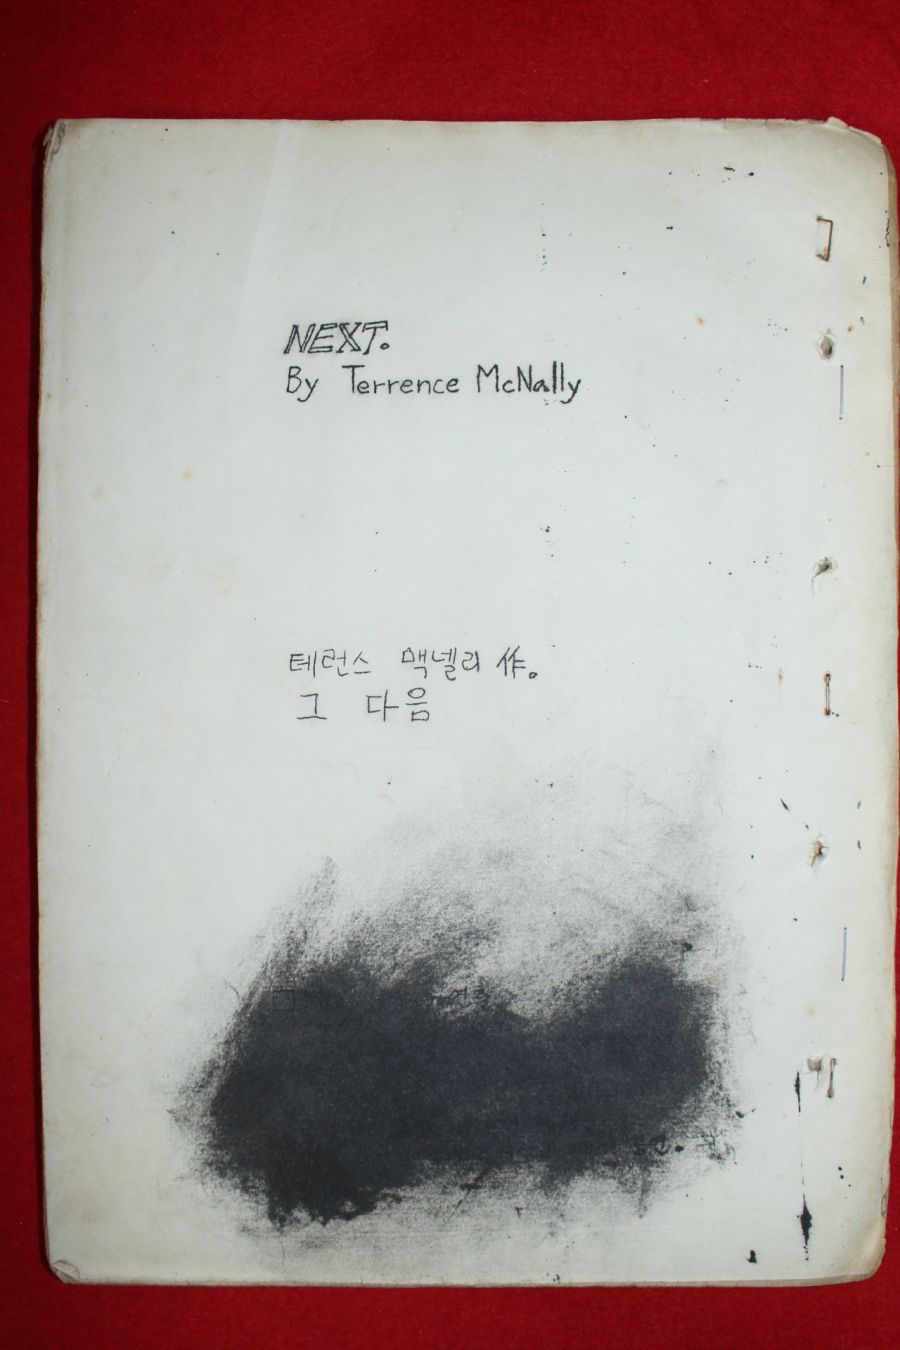 NEXT.
By Terrence McNally
테런스 맥넬리 作。
그 다음